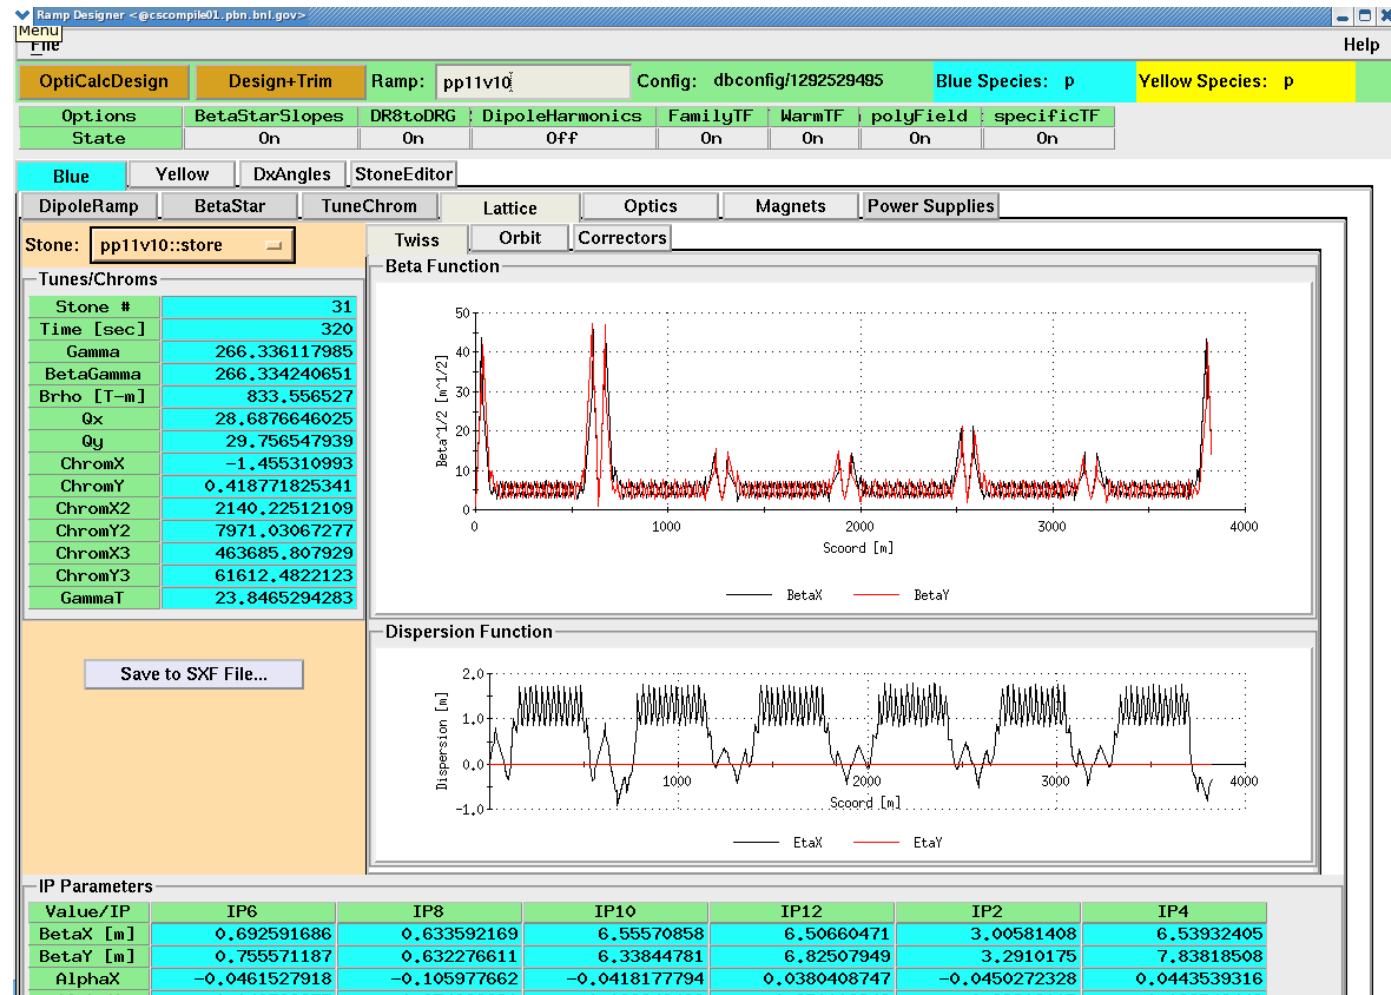 Ramp Designer <@cscompile01.pbn.bnl.gov>
Menu
File Help
OptiCalcDesign Design+Trim Ramp: pp11v10 Config: dbconfig/1292529495 Blue Species: p Yellow Species: p
Options BetaStarSlopes DR8toDRG DipoleHarmonics FamilyTF WarmTF polyField specificTF
State On On Off On On On On
Blue Yellow DxAngles StoneEditor
DipoleRamp BetaStar TuneChrom Lattice Optics Magnets Power Supplies
Stone: pp11v10::store
Twiss Orbit Correctors
Tunes/Chroms
Stone # 31
Time [sec] 320
Gamma 266.336117985
BetaGamma 266.334240651
Brho [T-m] 833.556527
Qx 28.6876646025
Qy 29.756547939
ChromX -1.455310993
ChromY 0.418771825341
ChromX2 2140.22512109
ChromY2 7971.03067277
ChromX3 463685.807929
ChromY3 61612.4822123
GammaT 23.8465294283
Save to SXF File...
Beta Function
Beta^1/2 [m^1/2]
50
40
30
20
10
0
0 1000 2000 3000 4000
Scoord [m]
BetaX BetaY
Dispersion Function
Dispersion [m]
2.0
1.0
0.0
-1.0
1000 2000 3000 4000
Scoord [m]
EtaX EtaY
IP Parameters
Value/IP IP6 IP8 IP10 IP12 IP2 IP4
BetaX [m] 0.692591686 0.633592169 6.55570858 6.50660471 3.00581408 6.53932405
BetaY [m] 0.755571187 0.632276611 6.33844781 6.82507949 3.2910175 7.83818508
AlphaX -0.0461527918 -0.105977662 -0.0418177794 0.0380408747 -0.0450272328 0.0443539316